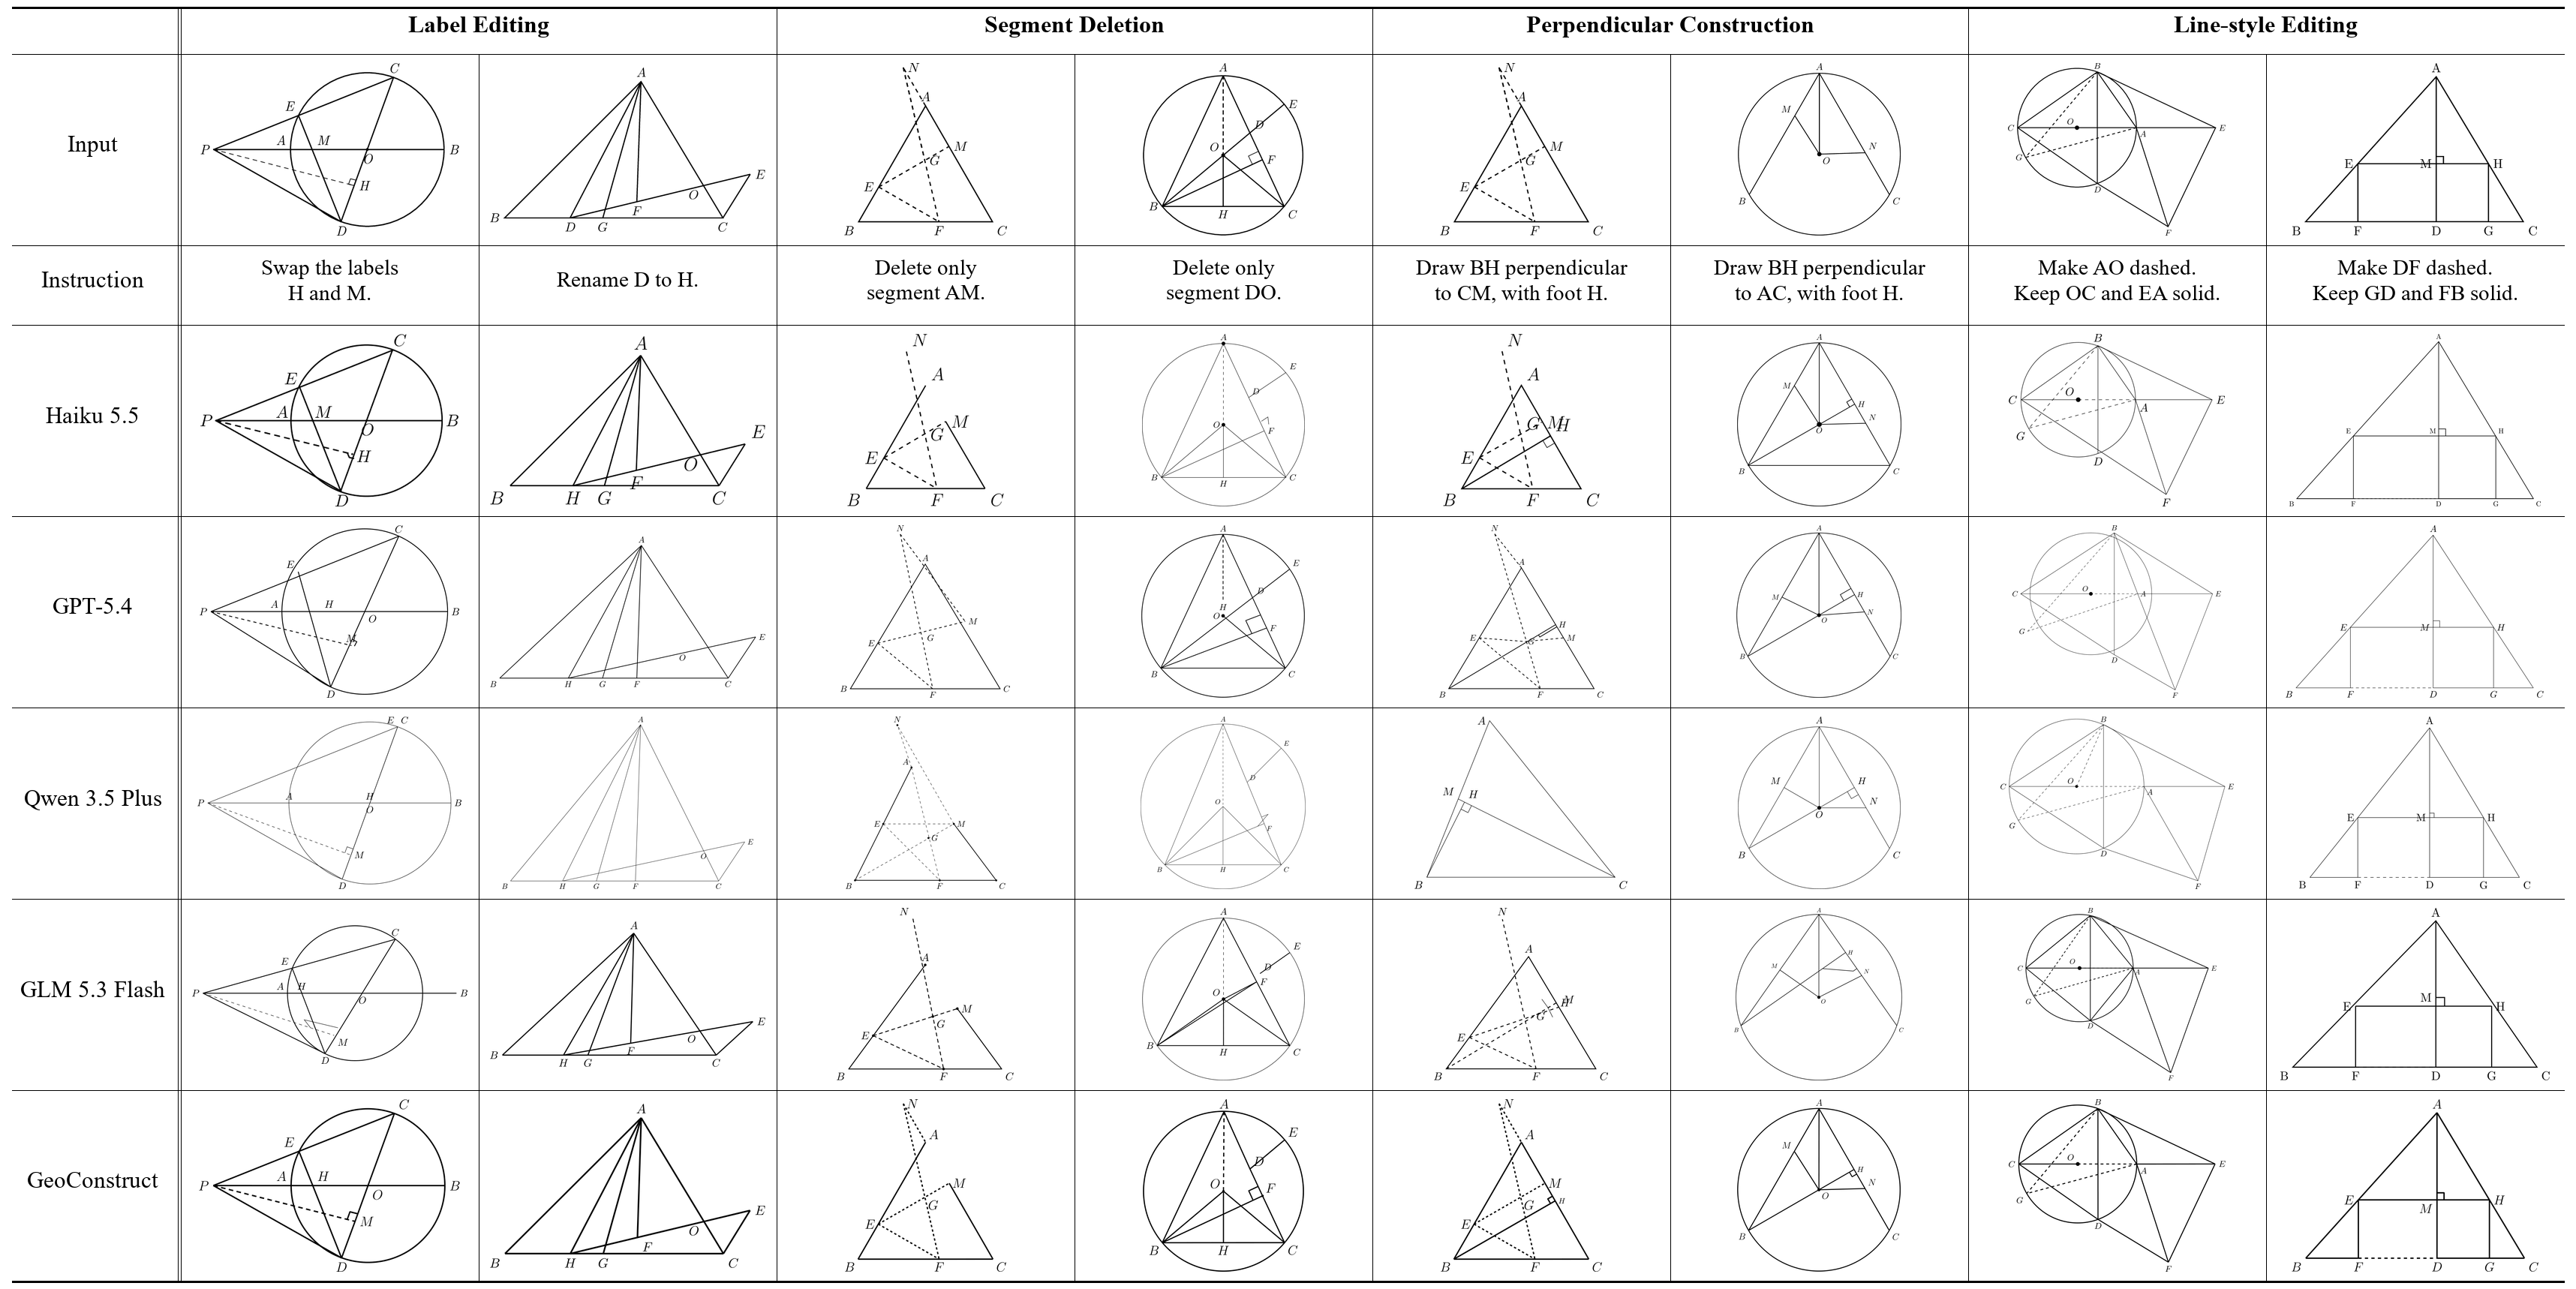 Label Editing Segment Deletion Perpendicular Construction Line-style Editing
Input
C E A M P O B H D
A E O B D G F C
N A M G E B F C
A E D O F B H C
N A M G E B F C
A M N O B C
B C O A E G D F
A E M H B F D G C
Instruction
Swap the labels
H and M.
Rename D to H.
Delete only
segment AM.
Delete only
segment DO.
Draw BH perpendicular
to CM, with foot H.
Draw BH perpendicular
to AC, with foot H.
Make AO dashed.
Keep OC and EA solid.
Make DF dashed.
Keep GD and FB solid.
Haiku 5.5
C E A M P O B H D
A E O B H G F C
N A M G E B F C
A E D O F B H C
N A G M H E B F C
A M H N O B C
B C O A E G D F
A E M H B F D G C
GPT-5.4
C E A H P O B M D
A E O B H G F C
N A M G E B F C
A E D H O F B C
N A H G E M B F C
A M H N O B C
B C O A E G D F
A E M H B F D G C
Qwen 3.5 Plus
E C P A H O B M D
A O E B H G F C
N A E M G B F C
A E D O F B H C
A M H B C
A M H N O B C
B C O A E G D F
A E M H B F D G C
GLM 5.3 Flash
C E A H P O B M D
A E O B H G F C
N A M G E B F C
A E D F O B H C
N A M H G E B F C
A H M N O B C
B C O A E G D F
A M E H B F D G C
GeoConstruct
C E A H P O B M D
A E O B H G F C
N A M G E B F C
A E D O F B H C
N A M H G E B F C
A M H N O B C
B C O A E G D F
A E M H B F D G C